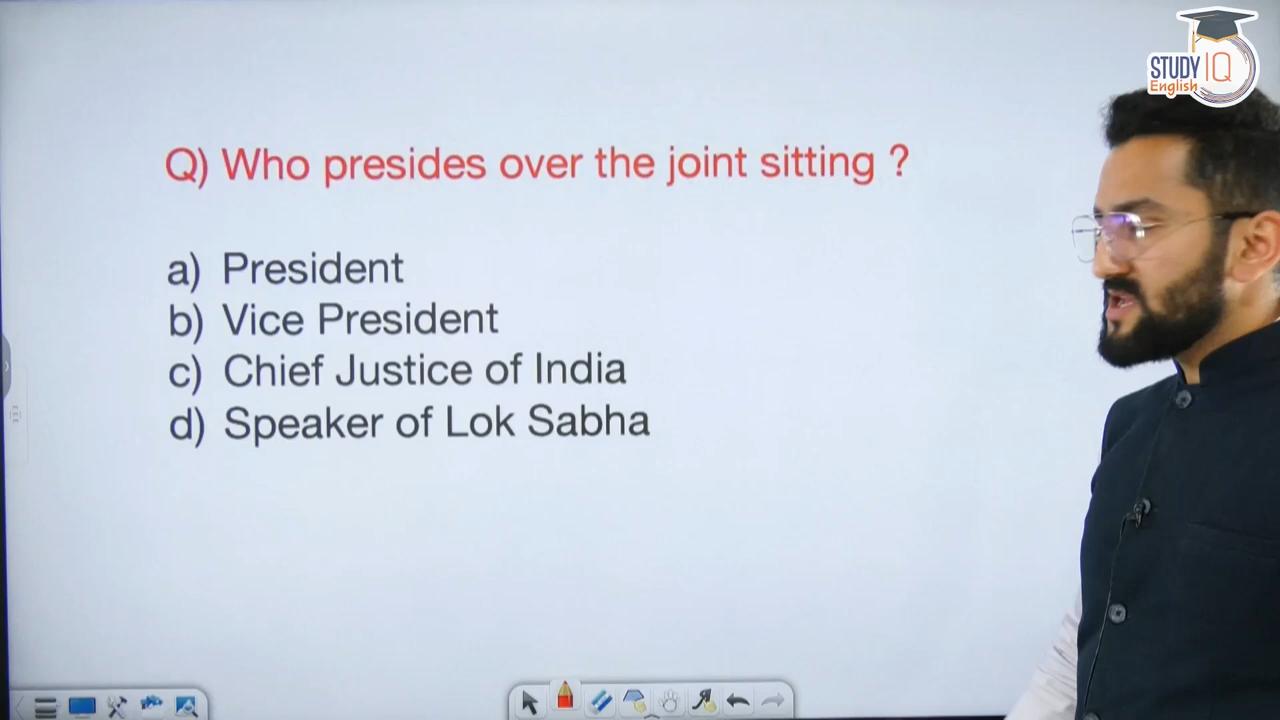 STUDY IQ
English
Q) Who presides over the joint sitting ?
a) President
b) Vice President
c) Chief Justice of India
d) Speaker of Lok Sabha